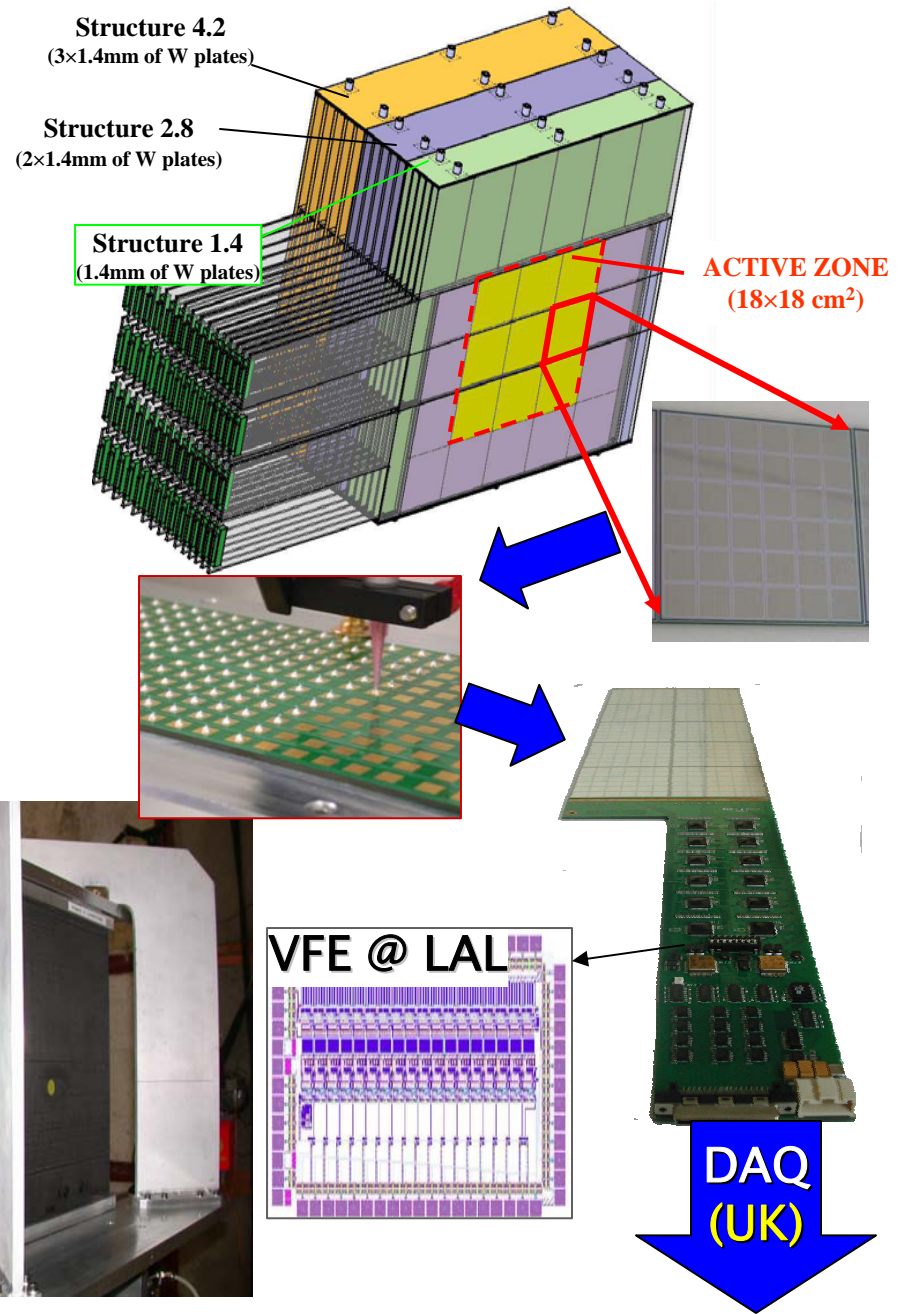 Structure 4.2
(3×1.4mm of W plates)
Structure 2.8
(2×1.4mm of W plates)
Structure 1.4
(1.4mm of W plates)
ACTIVE ZONE
(18×18 cm²)
VFE @ LAL
DAQ
(UK)